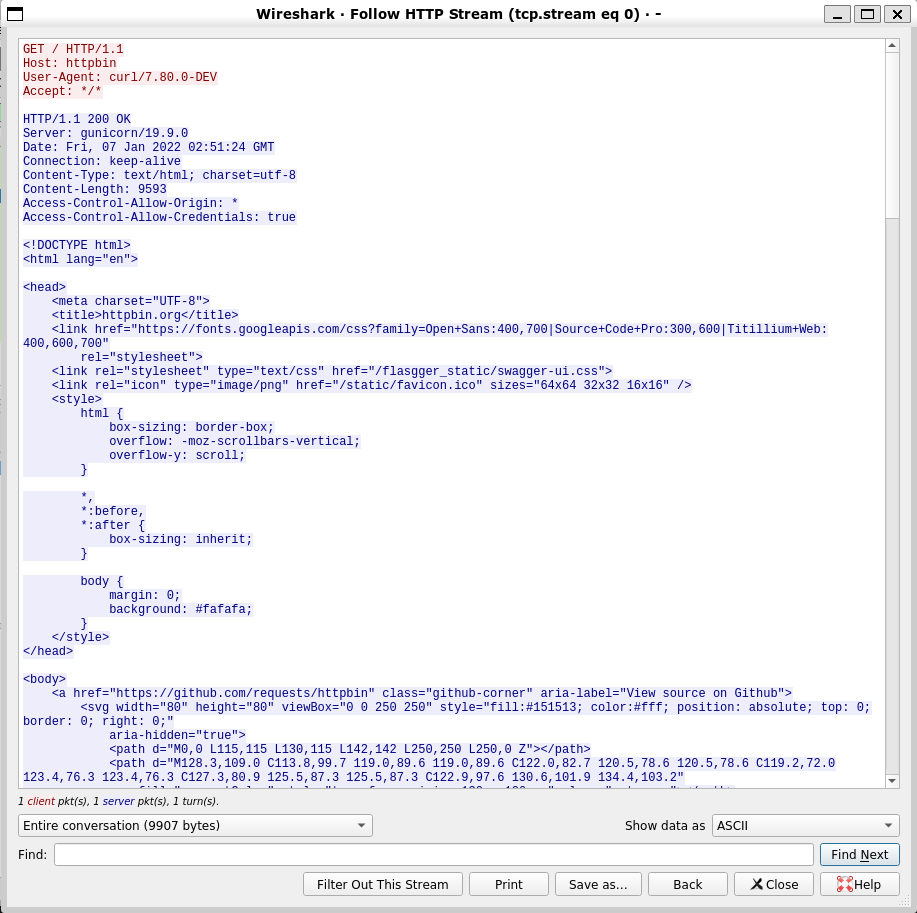 Wireshark · Follow HTTP Stream (tcp.stream eq 0) · -
GET / HTTP/1.1
Host: httpbin
User-Agent: curl/7.80.0-DEV
Accept: */*
HTTP/1.1 200 OK
Server: gunicorn/19.9.0
Date: Fri, 07 Jan 2022 02:51:24 GMT
Connection: keep-alive
Content-Type: text/html; charset=utf-8
Content-Length: 9593
Access-Control-Allow-Origin: *
Access-Control-Allow-Credentials: true
<!DOCTYPE html>
<html lang="en">
<head>
    <meta charset="UTF-8">
    <title>httpbin.org</title>
    <link href="https://fonts.googleapis.com/css?family=Open+Sans:400,700|Source+Code+Pro:300,600|Titillium+Web:
400,600,700"
        rel="stylesheet">
    <link rel="stylesheet" type="text/css" href="/flasgger_static/swagger-ui.css">
    <link rel="icon" type="image/png" href="/static/favicon.ico" sizes="64x64 32x32 16x16" />
    <style>
        html {
            box-sizing: border-box;
            overflow: -moz-scrollbars-vertical;
            overflow-y: scroll;
        }
        *,
        *:before,
        *:after {
            box-sizing: inherit;
        }
        body {
            margin: 0;
            background: #fafafa;
        }
    </style>
</head>
<body>
    <a href="https://github.com/requests/httpbin" class="github-corner" aria-label="View source on Github">
        <svg width="80" height="80" viewBox="0 0 250 250" style="fill:#151513; color:#fff; position: absolute; top: 0;
border: 0; right: 0;"
            aria-hidden="true">
            <path d="M0,0 L115,115 L130,115 L142,142 L250,250 L250,0 Z"></path>
            <path d="M128.3,109.0 C113.8,99.7 119.0,89.6 119.0,89.6 C122.0,82.7 120.5,78.6 120.5,78.6 C119.2,72.0
123.4,76.3 123.4,76.3 C127.3,80.9 125.5,87.3 125.5,87.3 C122.9,97.6 130.6,101.9 134.4,103.2"
1 client pkt(s), 1 server pkt(s), 1 turn(s).
Entire conversation (9907 bytes)
Show data as ASCII
Find:
Find Next
Filter Out This Stream
Print
Save as…
Back
Close
Help